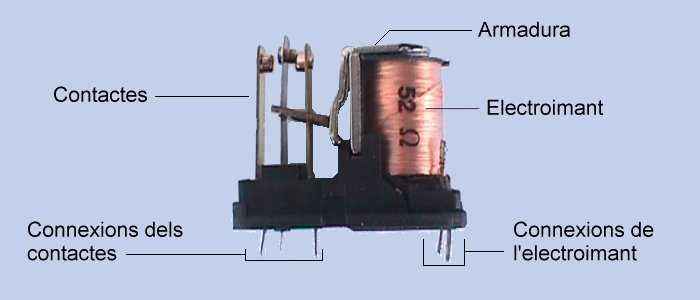 Armadura
Contactes
52 Ω
Electroimant
Connexions dels
contactes
Connexions de
l'electroimant